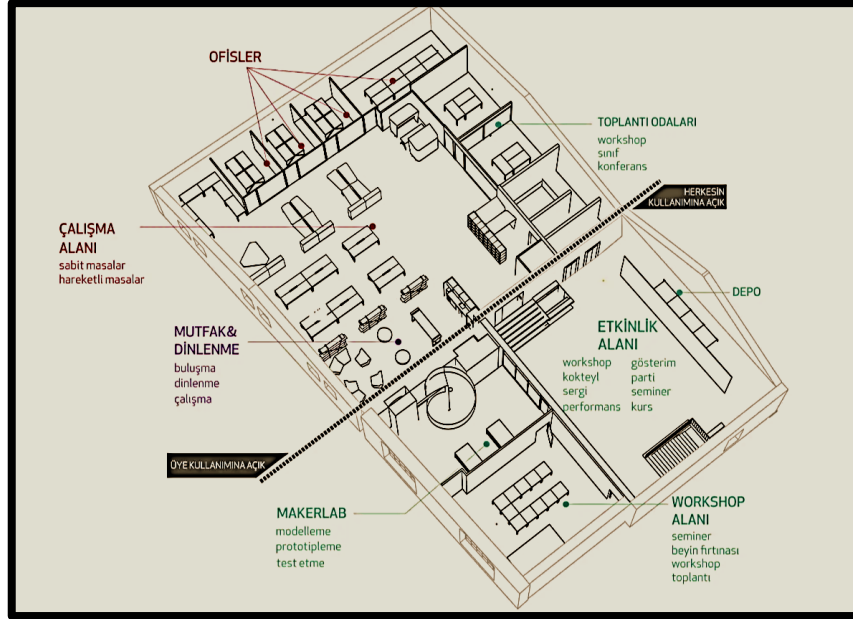 OFİSLER
TOPLANTI ODALARI
workshop
sınıf
konferans
HERKESİN
KULLANIMINA AÇIK
ÇALIŞMA
ALANI
sabit masalar
hareketli masalar
DEPO
MUTFAK&
DİNLENME
buluşma
dinlenme
çalışma
ETKİNLİK
ALANI
workshop gösterim
kokteyl parti
sergi seminer
performans kurs
ÜYE KULLANIMINA AÇIK
MAKERLAB
modelleme
prototipleme
test etme
WORKSHOP
ALANI
seminer
beyin fırtınası
workshop
toplantı